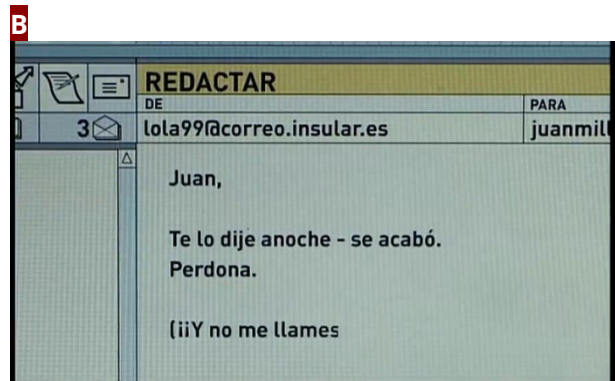 B
REDACTAR
DE
PARA
3
lola99@correo.insular.es
juanmill
Juan,
Te lo dije anoche - se acabó.
Perdona.
(¡¡Y no me llames